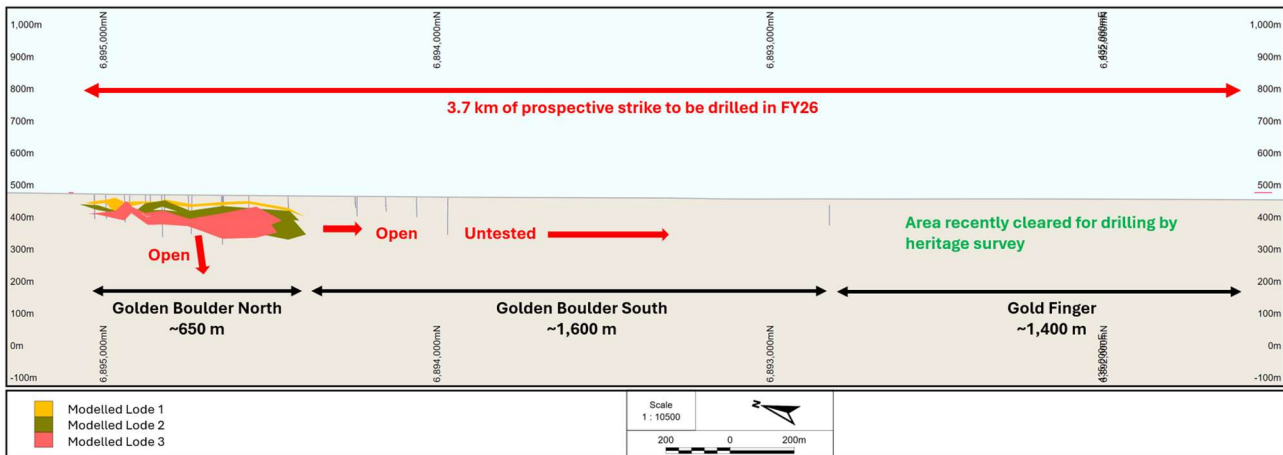 1,000m
900m
800m
700m
600m
500m
400m
300m
200m
100m
0m
-100m
6,895,000mN
6,894,000mN
6,893,000mN
6,892,000mN
1,000m
900m
800m
700m
600m
500m
400m
300m
200m
100m
0m
-100m
3.7 km of prospective strike to be drilled in FY26
Open
Open
Untested
Area recently cleared for drilling by
heritage survey
Golden Boulder North
~650 m
Golden Boulder South
~1,600 m
Gold Finger
~1,400 m
6,895,000mN
6,894,000mN
6,893,000mN
Modelled Lode 1
Modelled Lode 2
Modelled Lode 3
Scale
1 : 10500
N
200 0 200m